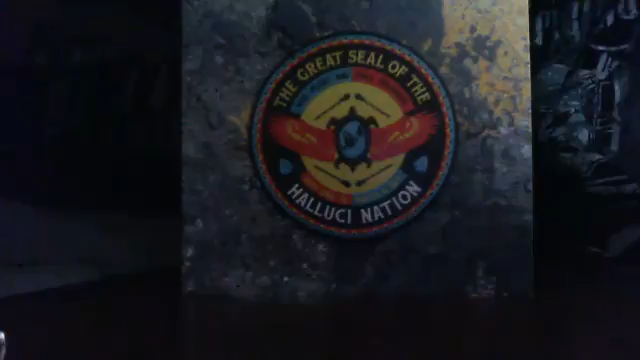 THE GREAT SEAL OF THE
HALLUCI NATION